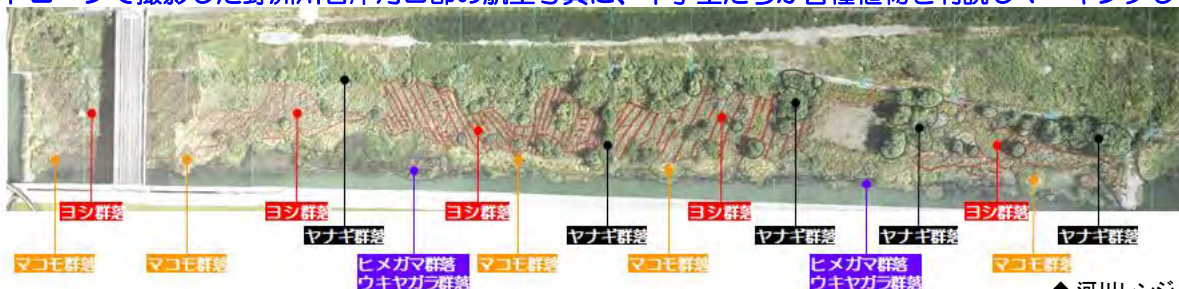 ヨシ群落 ヨシ群落 ヨシ群落 ヨシ群落 ヨシ群落
ヤナギ群落 ヤナギ群落 ヤナギ群落 ヤナギ群落 ヤナギ群落
マコモ群落 マコモ群落 ヒメガマ群落 マコモ群落 マコモ群落 ヒメガマ群落 マコモ群落
ウキヤガラ群落 ウキヤガラ群落
◆河川レンジ